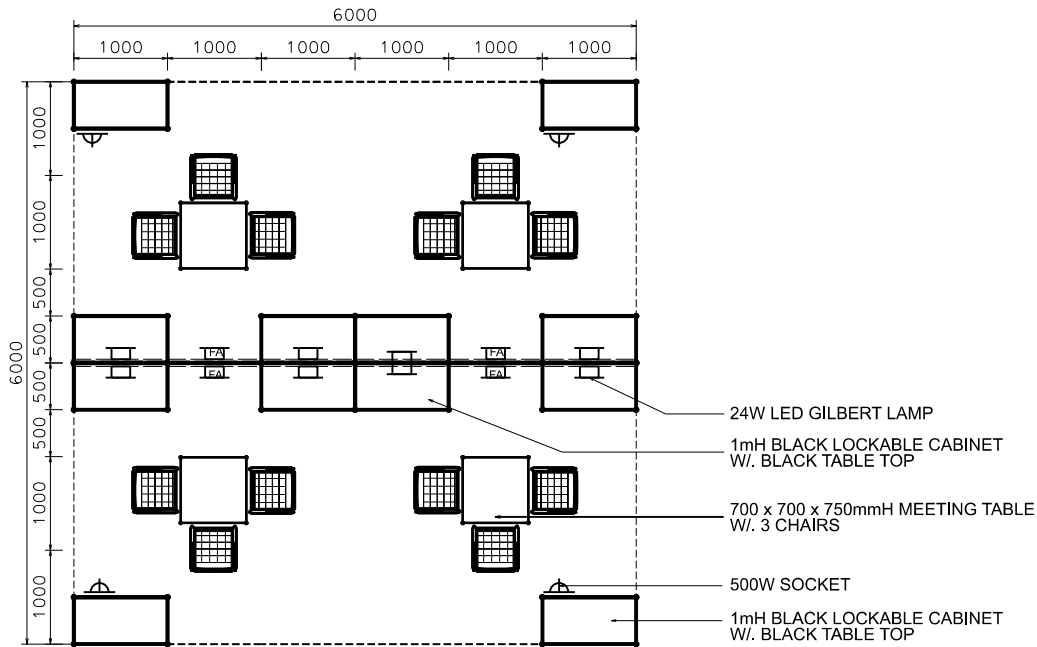 6000
1000 1000 1000 1000 1000 1000
1000
1000
500
500
6000
500
500
1000
1000
FA FA
FA FA
24W LED GILBERT LAMP
1mH BLACK LOCKABLE CABINET
W/. BLACK TABLE TOP
700 x 700 x 750mmH MEETING TABLE
W/. 3 CHAIRS
500W SOCKET
1mH BLACK LOCKABLE CABINET
W/. BLACK TABLE TOP